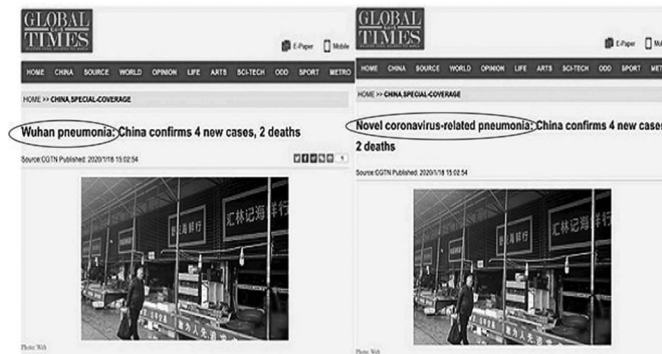 GLOBAL
TIMES
E-Paper Mobile
HOME CHINA SOURCE WORLD OPINION LIFE ARTS SCI-TECH ODD SPORT METRO
HOME >> CHINA,SPECIAL-COVERAGE
Wuhan pneumonia: China confirms 4 new cases, 2 deaths
Source:CGTN Published: 2020/1/18 15:02:54
汇林记海鲜行
Photo: Web
GLOBAL
TIMES
E-Paper
HOME CHINA SOURCE WORLD OPINION LIFE ARTS SCI-TECH ODD SPORT
HOME >> CHINA,SPECIAL-COVERAGE
Novel coronavirus-related pneumonia: China confirms 4 new cases
2 deaths
Source:CGTN Published: 2020/1/18 15:02:54
汇林记海
Photo: Web